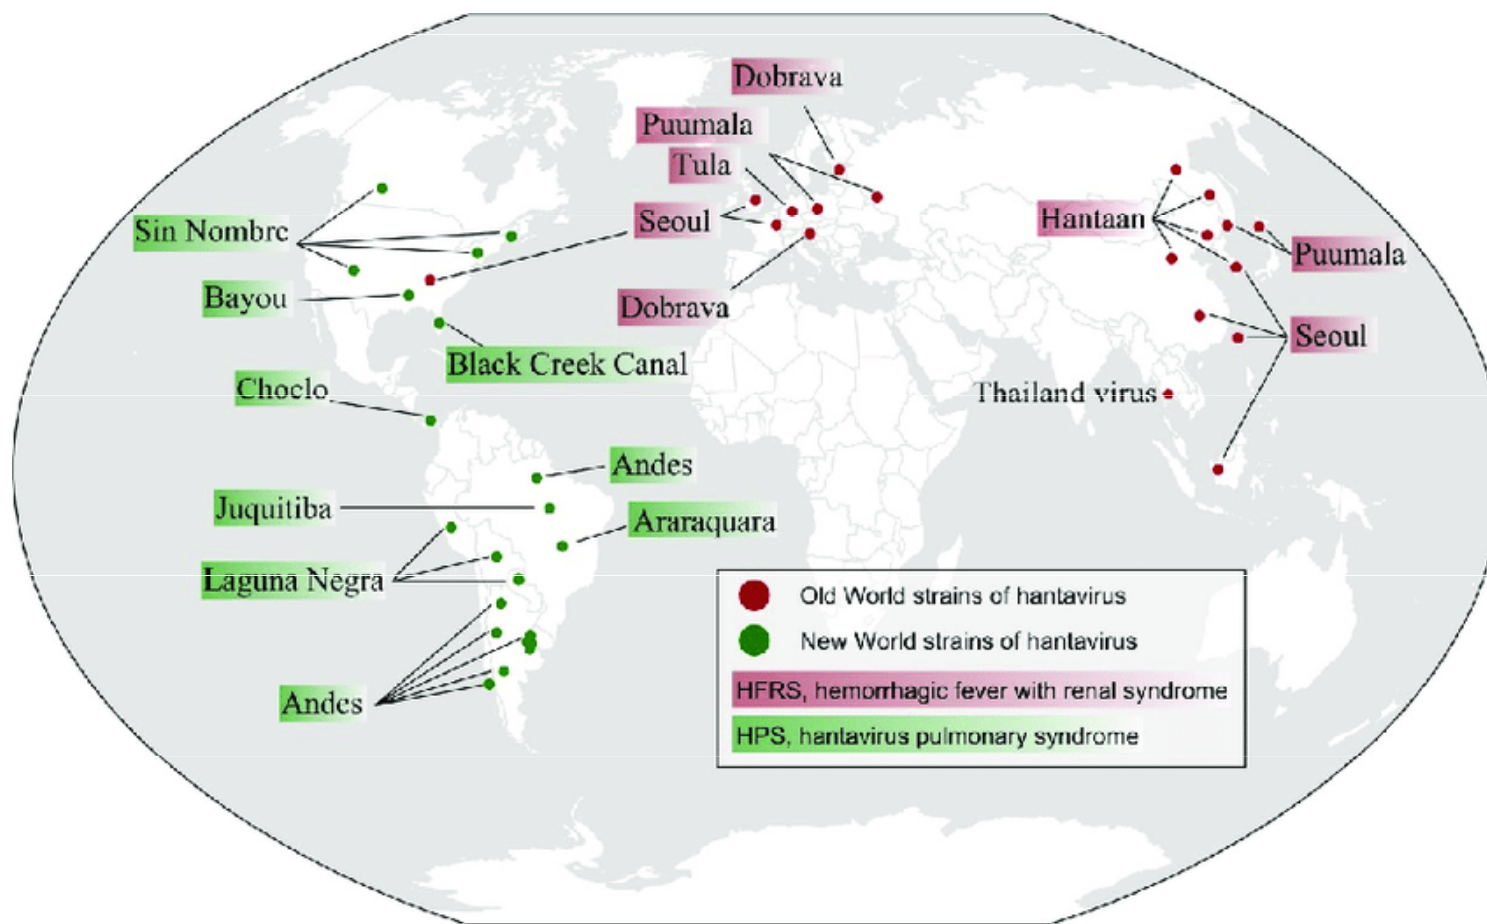 Dobrava
Puumala
Tula
Seoul
Hantaan
Sin Nombre
Puumala
Bayou
Dobrava
Seoul
Black Creek Canal
Choclo
Thailand virus
Andes
Juquitiba
Araraquara
Laguna Negra
Andes
Old World strains of hantavirus
New World strains of hantavirus
HFRS, hemorrhagic fever with renal syndrome
HPS, hantavirus pulmonary syndrome